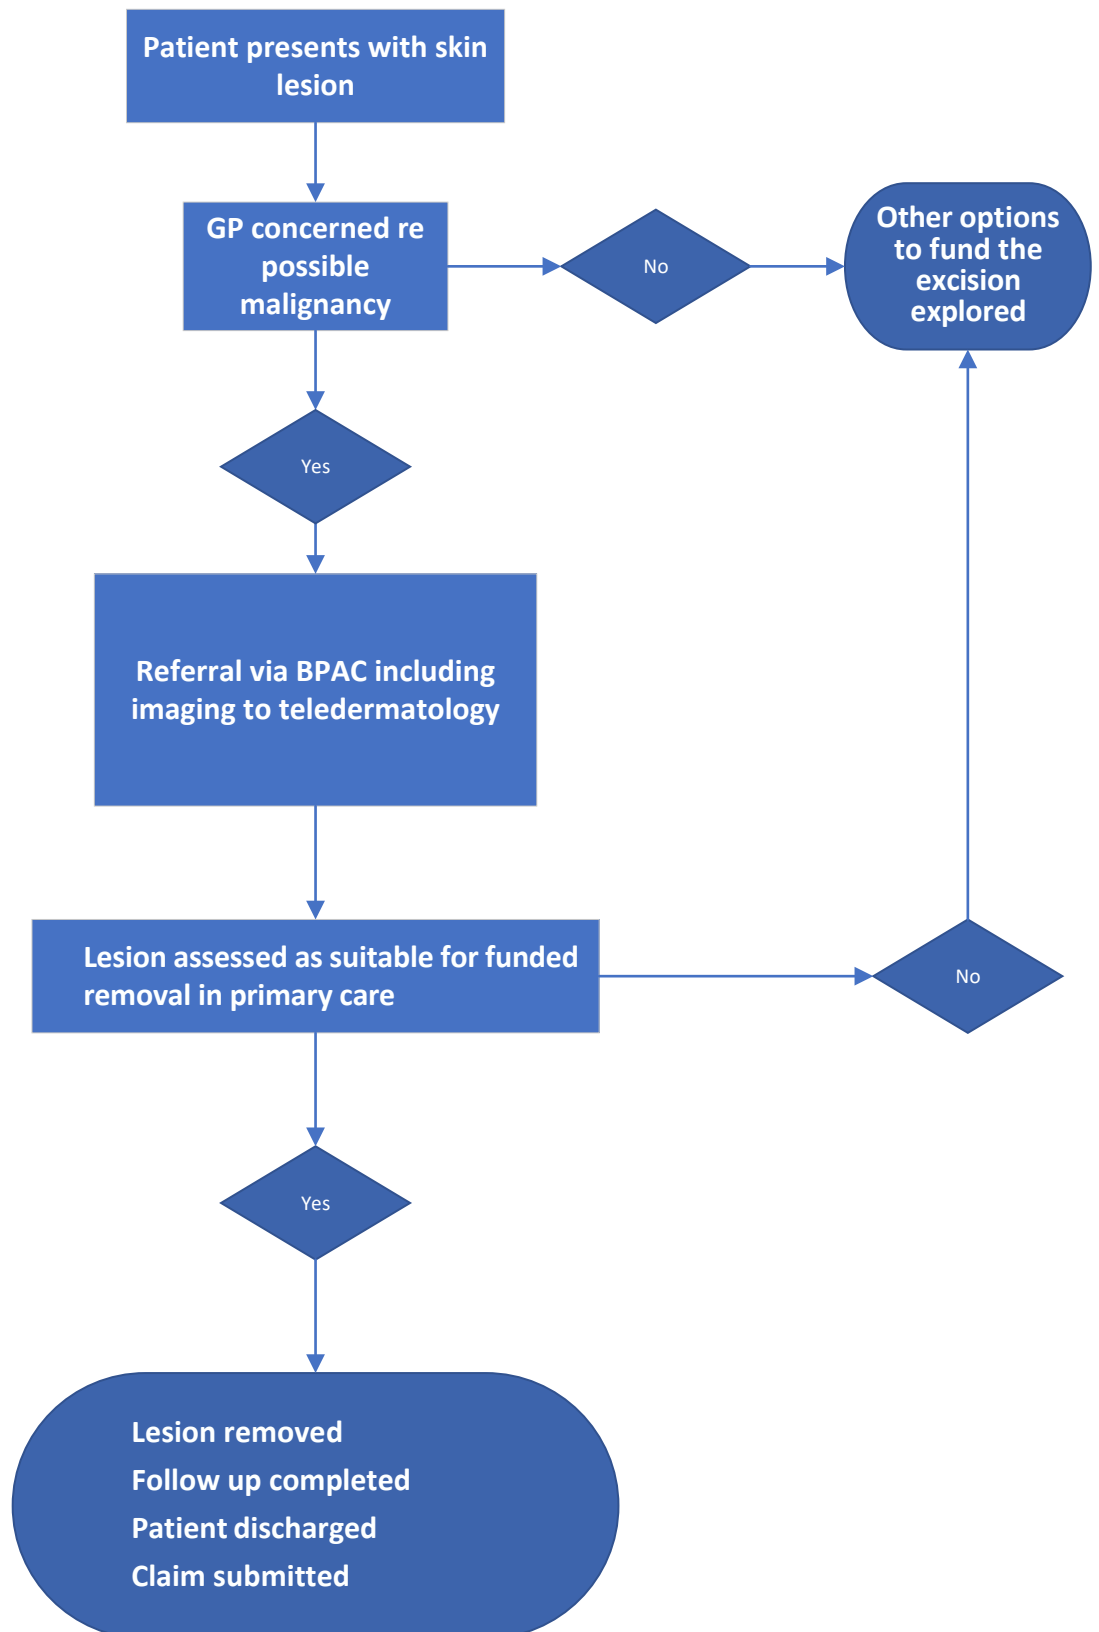 Patient presents with skin
lesion
GP concerned re
possible
malignancy
No
Other options
to fund the
excision
explored
Yes
Referral via BPAC including
imaging to teledermatology
Lesion assessed as suitable for funded
removal in primary care
No
Yes
Lesion removed
Follow up completed
Patient discharged
Claim submitted